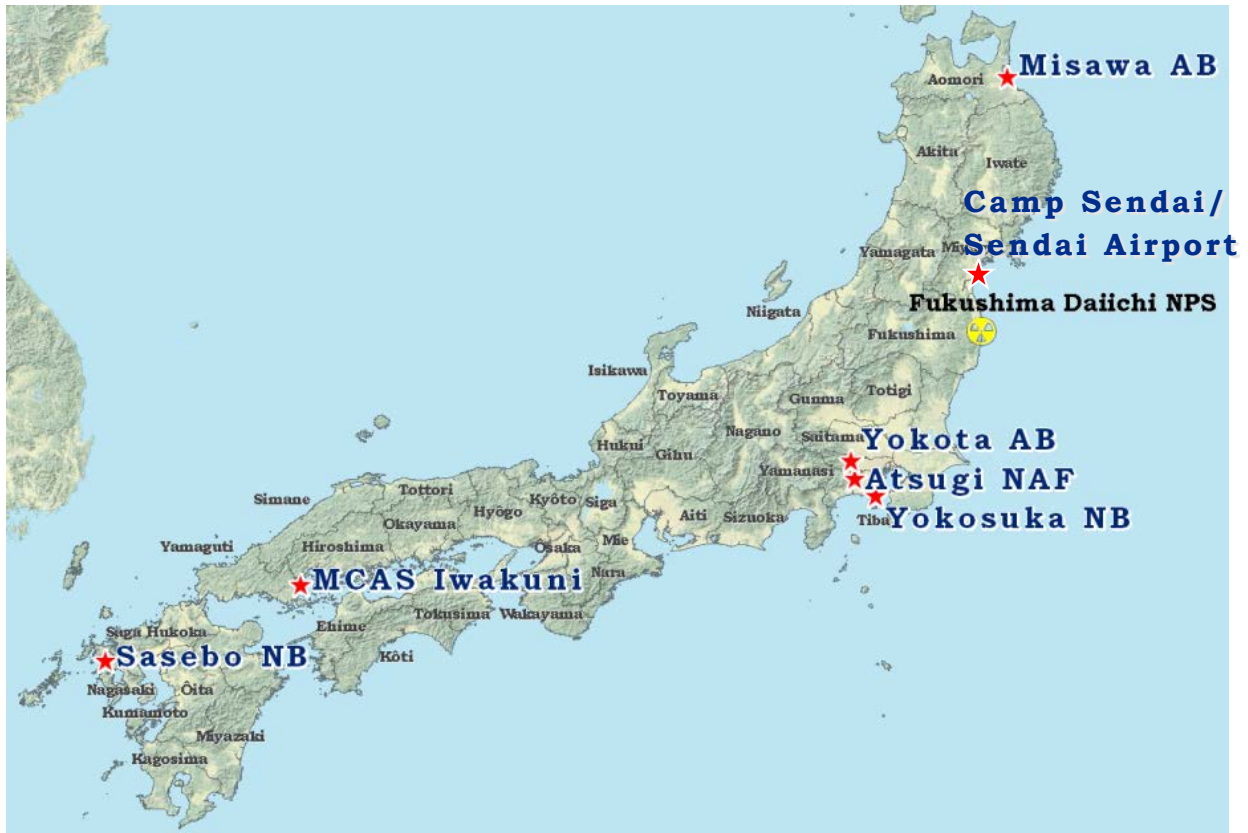 Misawa AB
Aomori
Akita
Iwate
Camp Sendai/
Sendai Airport
Yamagata
Fukushima Daiichi NPS
Niigata
Fukushima
Isikawa
Toyama
Gunma
Totigi
Hukui
Gihu
Nagano
Saitama
Yokota AB
Yamanasi
Atsugi NAF
Simane
Tottori
Kyôto
Siga
Hyôgo
Okayama
Aiti
Sizuoka
Tiba
Yokosuka NB
Yamaguti
Hiroshima
Ôsaka
Mie
MCAS Iwakuni
Nara
Ehime
Tokusima
Wakayama
Saga
Hukoka
Sasebo NB
Kôti
Nagasaki
Ôita
Kumamoto
Miyazaki
Kagosima